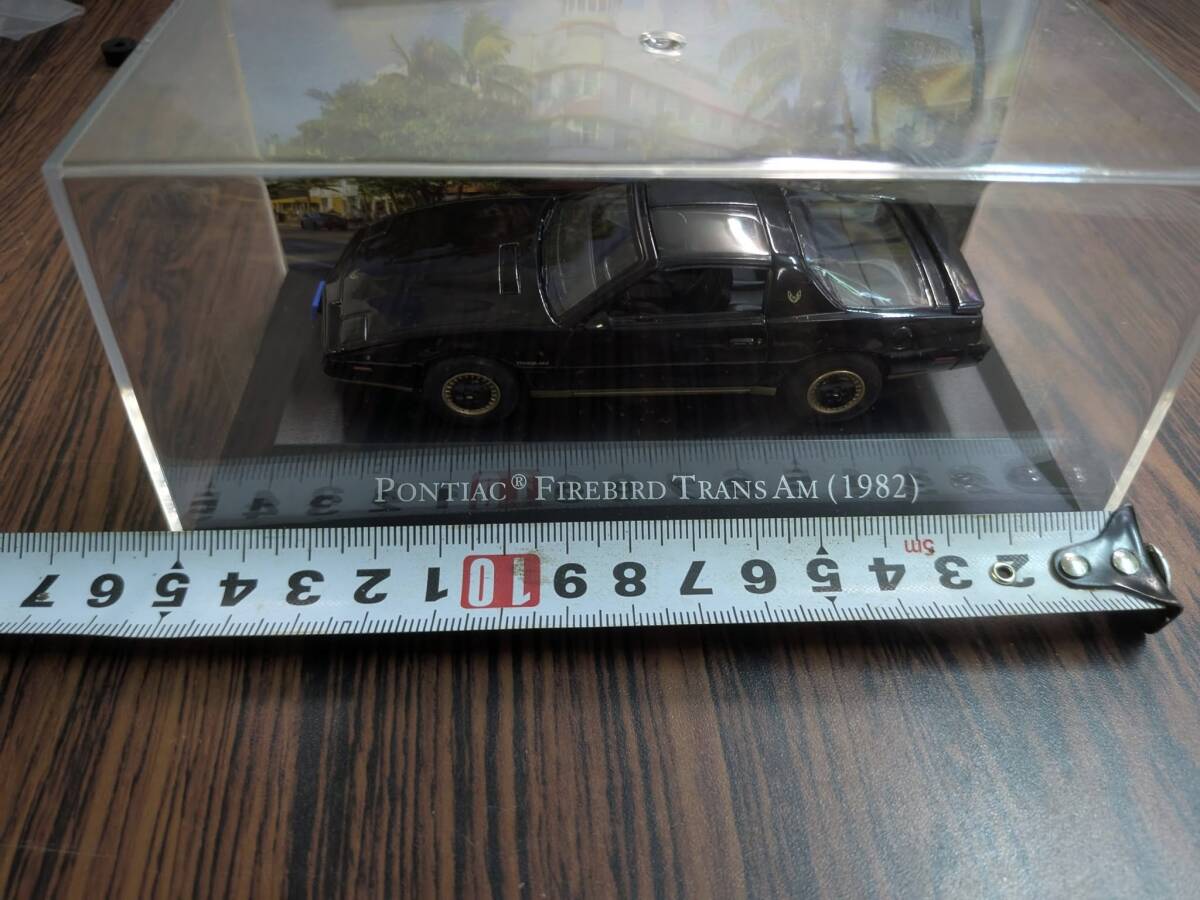 PONTIAC® FIREBIRD TRANS AM (1982)
7 6 5 4 3 2 1 10 9 8 7 6 5 4 3 2
5m